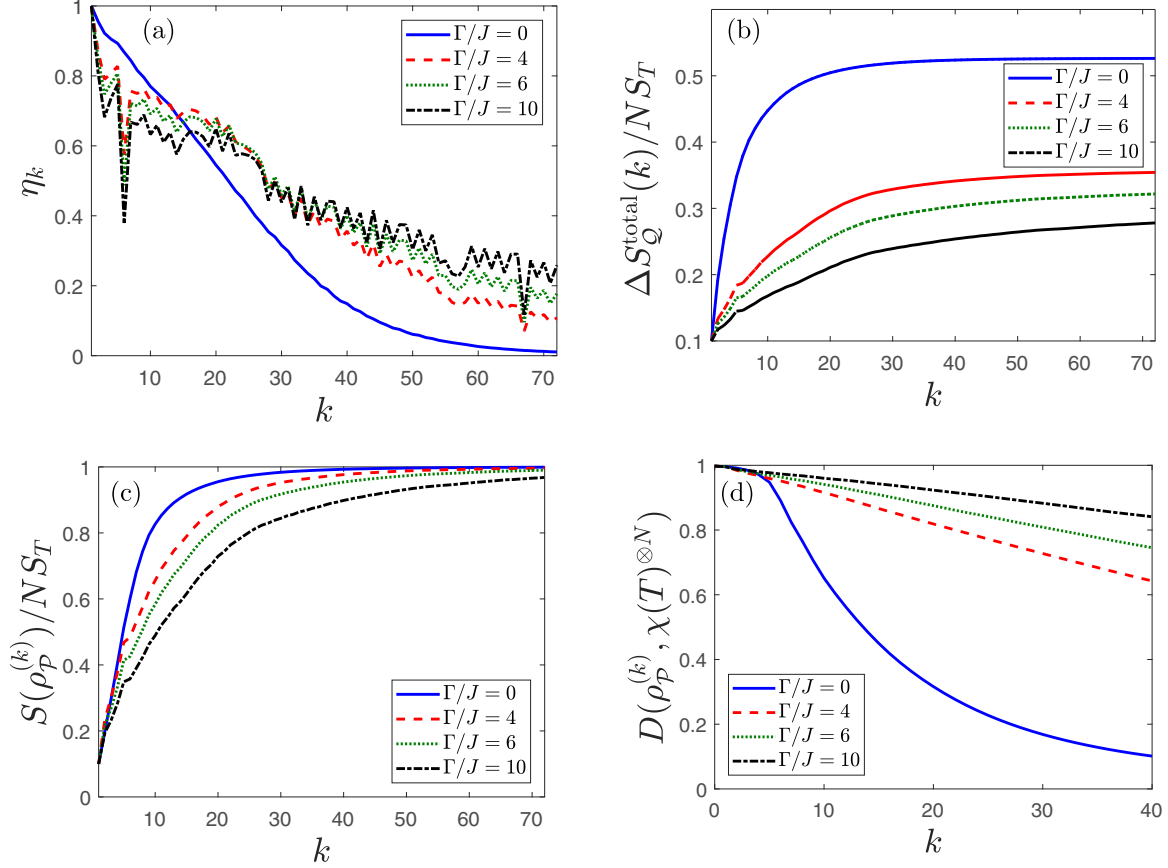 (a)
Γ/J = 0
Γ/J = 4
Γ/J = 6
Γ/J = 10
η_k
1
0.8
0.6
0.4
0.2
0
10 20 30 40 50 60 70
k
(b)
Γ/J = 0
Γ/J = 4
Γ/J = 6
Γ/J = 10
ΔS_Q^total(k)/NS_T
0.5
0.4
0.3
0.2
0.1
10 20 30 40 50 60 70
k
(c)
Γ/J = 0
Γ/J = 4
Γ/J = 6
Γ/J = 10
S(ρ_P^(k))/NS_T
1
0.8
0.6
0.4
0.2
0
10 20 30 40 50 60 70
k
(d)
Γ/J = 0
Γ/J = 4
Γ/J = 6
Γ/J = 10
D(ρ_P^(k), χ(T)^⊗N)
1
0.8
0.6
0.4
0.2
0
0 10 20 30 40
k